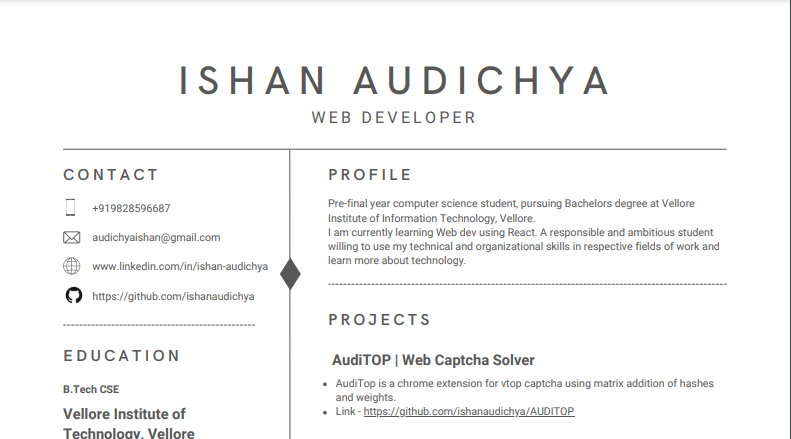 ISHAN AUDICHYA
WEB DEVELOPER
CONTACT
+919828596687
audichyaishan@gmail.com
www.linkedin.com/in/ishan-audichya
https://github.com/ishanaudichya
EDUCATION
B.Tech CSE
Vellore Institute of
Technology, Vellore
PROFILE
Pre-final year computer science student, pursuing Bachelors degree at Vellore
Institute of Information Technology, Vellore.
I am currently learning Web dev using React. A responsible and ambitious student
willing to use my technical and organizational skills in respective fields of work and
learn more about technology.
PROJECTS
AudiTOP | Web Captcha Solver
• AudiTop is a chrome extension for vtop captcha using matrix addition of hashes
and weights.
• Link - https://github.com/ishanaudichya/AUDITOP